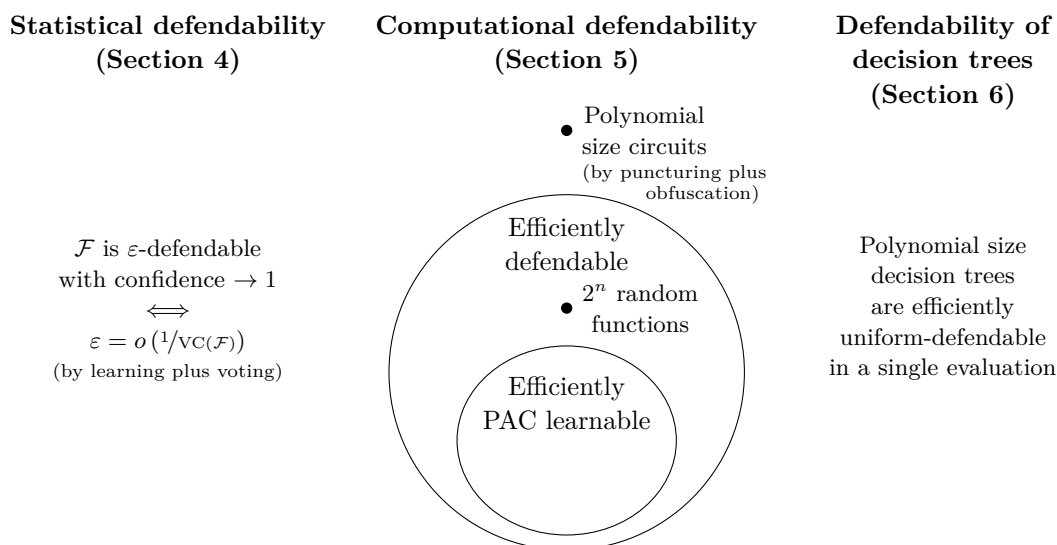 Statistical defendability
(Section 4)
ℱ is ε-defendable
with confidence → 1
⟺
ε = o (1/VC(ℱ))
(by learning plus voting)
Computational defendability
(Section 5)
Polynomial
size circuits
(by puncturing plus
obfuscation)
Efficiently
defendable
2ⁿ random
functions
Efficiently
PAC learnable
Defendability of
decision trees
(Section 6)
Polynomial size
decision trees
are efficiently
uniform-defendable
in a single evaluation